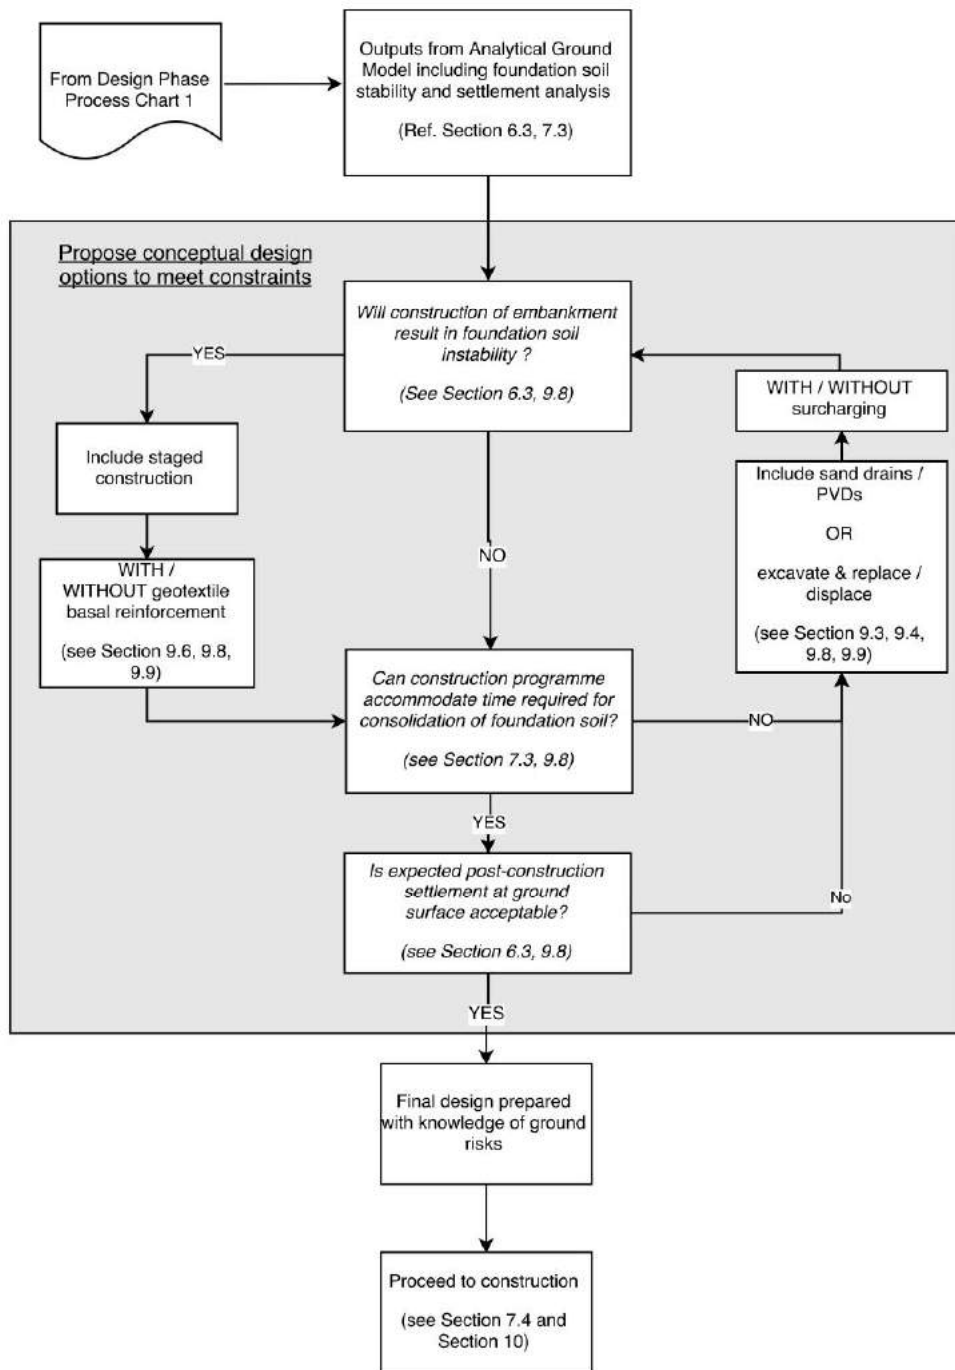 From Design Phase
Process Chart 1
Outputs from Analytical Ground
Model including foundation soil
stability and settlement analysis
(Ref. Section 6.3, 7.3)
Propose conceptual design
options to meet constraints
Will construction of embankment
result in foundation soil
instability ?
(See Section 6.3, 9.8)
YES
WITH / WITHOUT
surcharging
Include staged
construction
Include sand drains /
PVDs
OR
excavate & replace /
displace
(see Section 9.3, 9.4,
9.8, 9.9)
NO
WITH /
WITHOUT geotextile
basal reinforcement
(see Section 9.6, 9.8,
9.9)
Can construction programme
accommodate time required for
consolidation of foundation soil?
(see Section 7.3, 9.8)
NO
YES
Is expected post-construction
settlement at ground
surface acceptable?
(see Section 6.3, 9.8)
No
YES
Final design prepared
with knowledge of ground
risks
Proceed to construction
(see Section 7.4 and
Section 10)